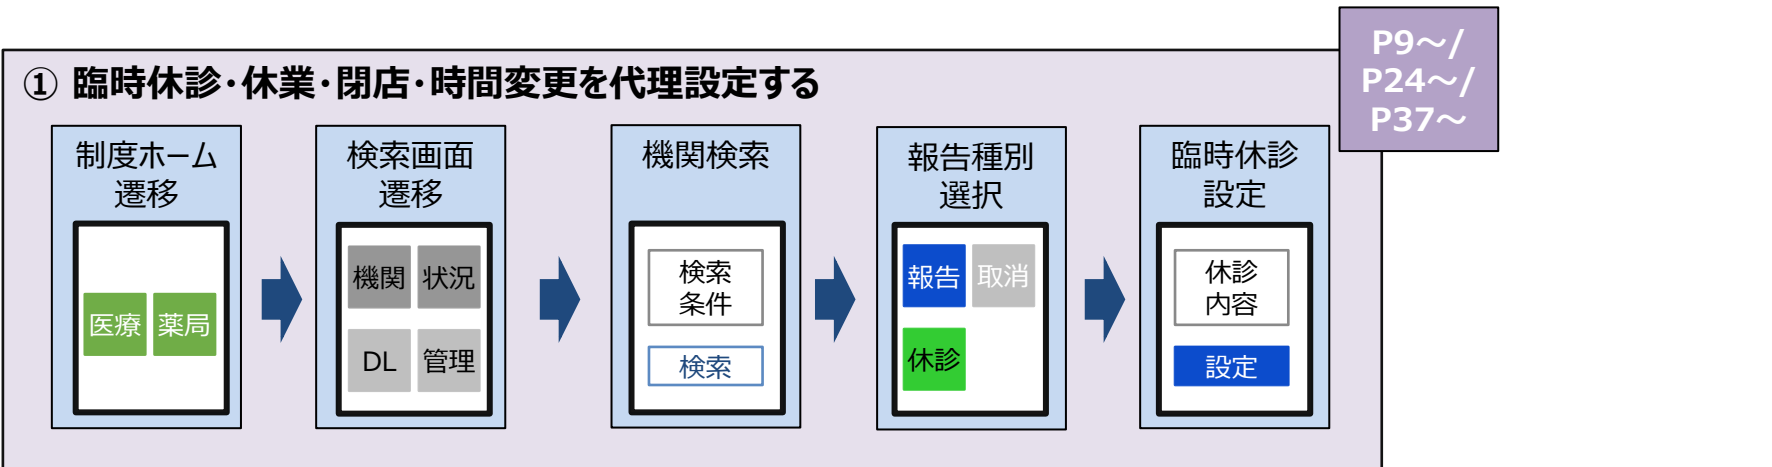 P9～/
P24～/
P37～
① 臨時休診・休業・閉店・時間変更を代理設定する
制度ホーム
遷移
医療 薬局
検索画面
遷移
機関 状況
DL 管理
機関検索
検索
条件
検索
報告種別
選択
報告 取消
休診
臨時休診
設定
休診
内容
設定